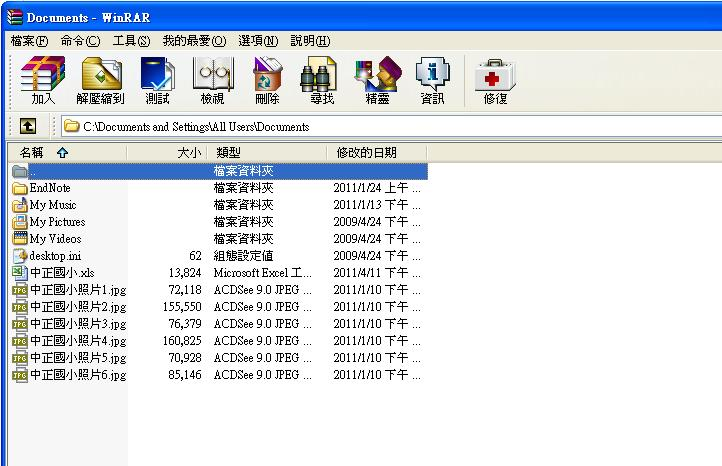 Documents - WinRAR
檔案(F) 命令(C) 工具(S) 我的最愛(O) 選項(N) 說明(H)
加入 解壓縮到 測試 檢視 刪除 尋找 精靈 資訊 修復
C:\Documents and Settings\All Users\Documents
名稱 大小 類型 修改的日期
.. 檔案資料夾
EndNote 檔案資料夾 2011/1/24 上午 ...
My Music 檔案資料夾 2011/1/13 下午 ...
My Pictures 檔案資料夾 2009/4/24 下午 ...
My Videos 檔案資料夾 2009/4/24 下午 ...
desktop.ini 62 組態設定值 2009/4/24 下午 ...
中正國小.xls 13,824 Microsoft Excel 工... 2011/4/11 下午 ...
JPG 中正國小照片1.jpg 72,118 ACDSee 9.0 JPEG ... 2011/1/10 下午 ...
JPG 中正國小照片2.jpg 155,550 ACDSee 9.0 JPEG ... 2011/1/10 下午 ...
JPG 中正國小照片3.jpg 76,379 ACDSee 9.0 JPEG ... 2011/1/10 下午 ...
JPG 中正國小照片4.jpg 160,825 ACDSee 9.0 JPEG ... 2011/1/10 下午 ...
JPG 中正國小照片5.jpg 70,928 ACDSee 9.0 JPEG ... 2011/1/10 下午 ...
JPG 中正國小照片6.jpg 85,146 ACDSee 9.0 JPEG ... 2011/1/10 下午 ...